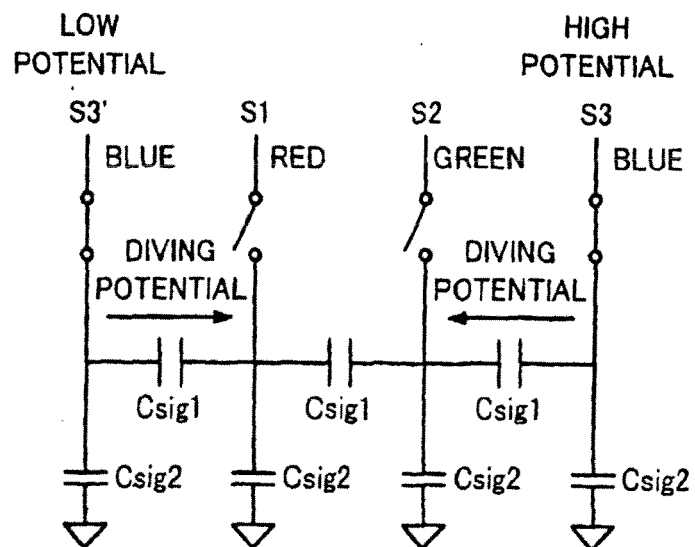 LOW
POTENTIAL
HIGH
POTENTIAL
S3' S1 S2 S3
BLUE RED GREEN BLUE
DIVING
POTENTIAL
DIVING
POTENTIAL
Csig1 Csig1 Csig1
Csig2 Csig2 Csig2 Csig2